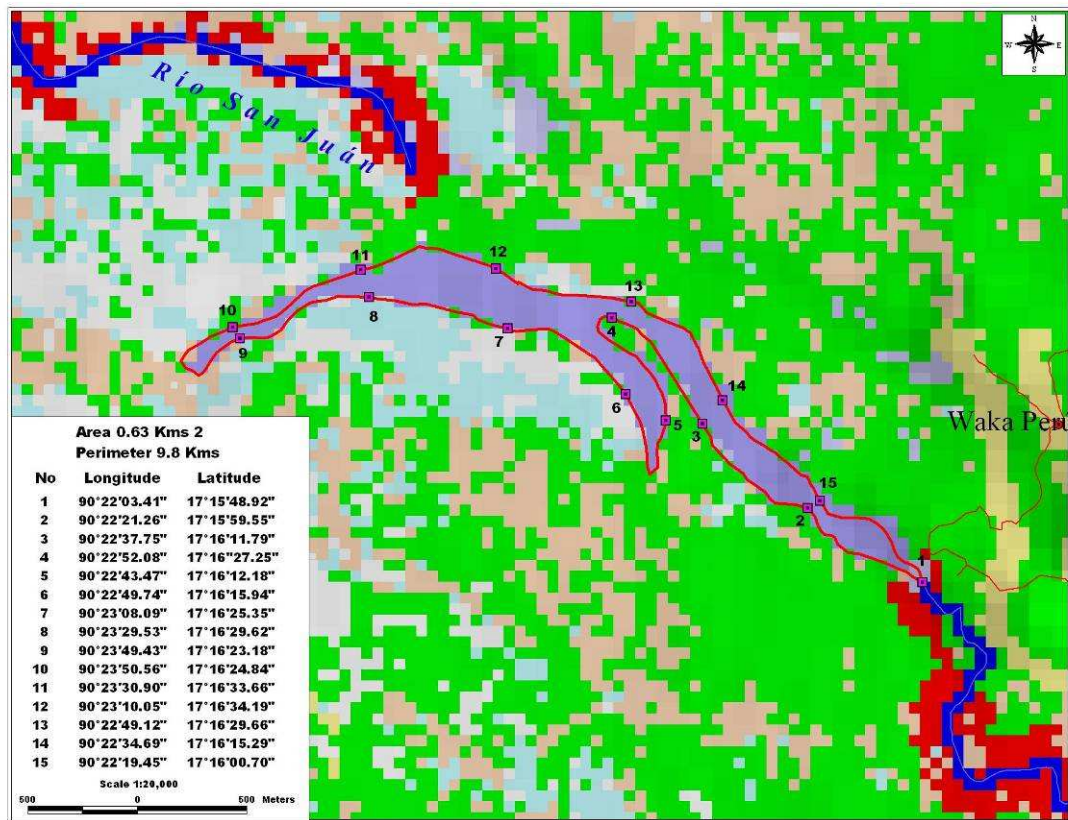 N
W E
S
Río San Juán
11
12
13
10
4
8
9
7
14
6
5
3
Waka Perú
15
2
1
Area 0.63 Kms 2
Perimeter 9.8 Kms
No Longitude Latitude
1 90°22'03.41" 17°15'48.92"
2 90°22'21.26" 17°15'59.55"
3 90°22'37.75" 17°16'11.79"
4 90°22'52.08" 17°16"27.25"
5 90°22'43.47" 17°16'12.18"
6 90°22'49.74" 17°16'15.94"
7 90°23'08.09" 17°16'25.35"
8 90°23'29.53" 17°16'29.62"
9 90°23'49.43" 17°16'23.18"
10 90°23'50.56" 17°16'24.84"
11 90°23'30.90" 17°16'33.66"
12 90°23'10.05" 17°16'34.19"
13 90°22'49.12" 17°16'29.66"
14 90°22'34.69" 17°16'15.29"
15 90°22'19.45" 17°16'00.70"
Scale 1:20,000
500 0 500 Meters